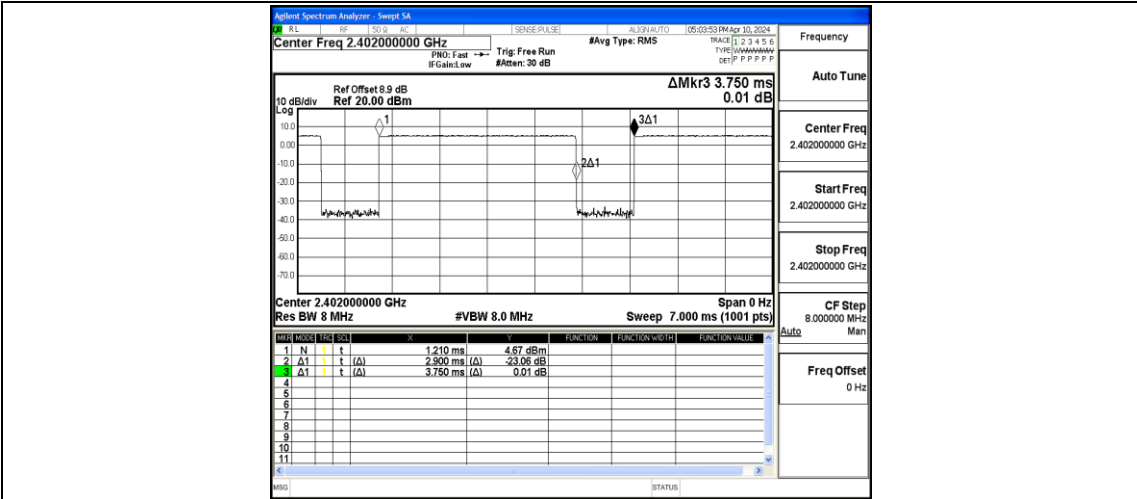 Agilent Spectrum Analyzer - Swept SA
RL RF 50 Ω AC SENSE:PULSE ALIGN AUTO 05:03:53 PM Apr 10, 2024
Center Freq 2.402000000 GHz #Avg Type: RMS TRACE 1 2 3 4 5 6
PNO: Fast Trig: Free Run TYPE WWWWWW
IFGain:Low #Atten: 30 dB DET P P P P P P
Frequency
ΔMkr3 3.750 ms
0.01 dB
Ref Offset 8.9 dB
10 dB/div Ref 20.00 dBm
Log
10.0
0.00
-10.0
-20.0
-30.0
-40.0
-50.0
-60.0
-70.0
1
2Δ1
3Δ1
Center 2.402000000 GHz Span 0 Hz
Res BW 8 MHz #VBW 8.0 MHz Sweep 7.000 ms (1001 pts)
MKR MODE TRC SCL X Y FUNCTION FUNCTION WIDTH FUNCTION VALUE
1 N 1 t 1.210 ms 4.67 dBm
2 Δ1 1 t (Δ) 2.900 ms (Δ) -23.06 dB
3 Δ1 1 t (Δ) 3.750 ms (Δ) 0.01 dB
4
5
6
7
8
9
10
11
MSG STATUS
Auto Tune
Center Freq
2.402000000 GHz
Start Freq
2.402000000 GHz
Stop Freq
2.402000000 GHz
CF Step
8.000000 MHz
Auto Man
Freq Offset
0 Hz